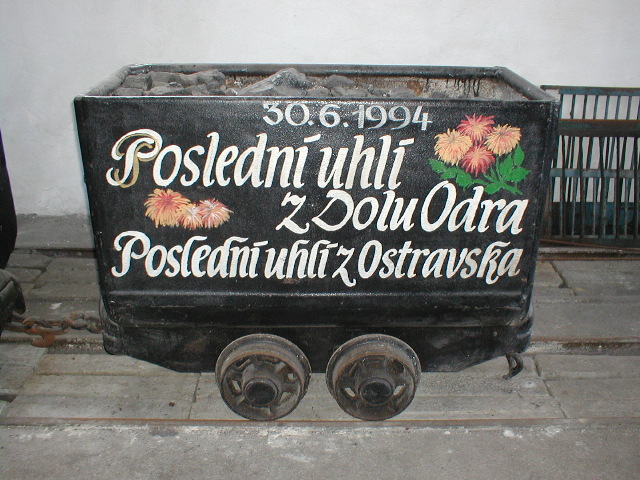 30.6.1994
Poslední uhlí
z Dolu Odra
Poslední uhlí z Ostravska